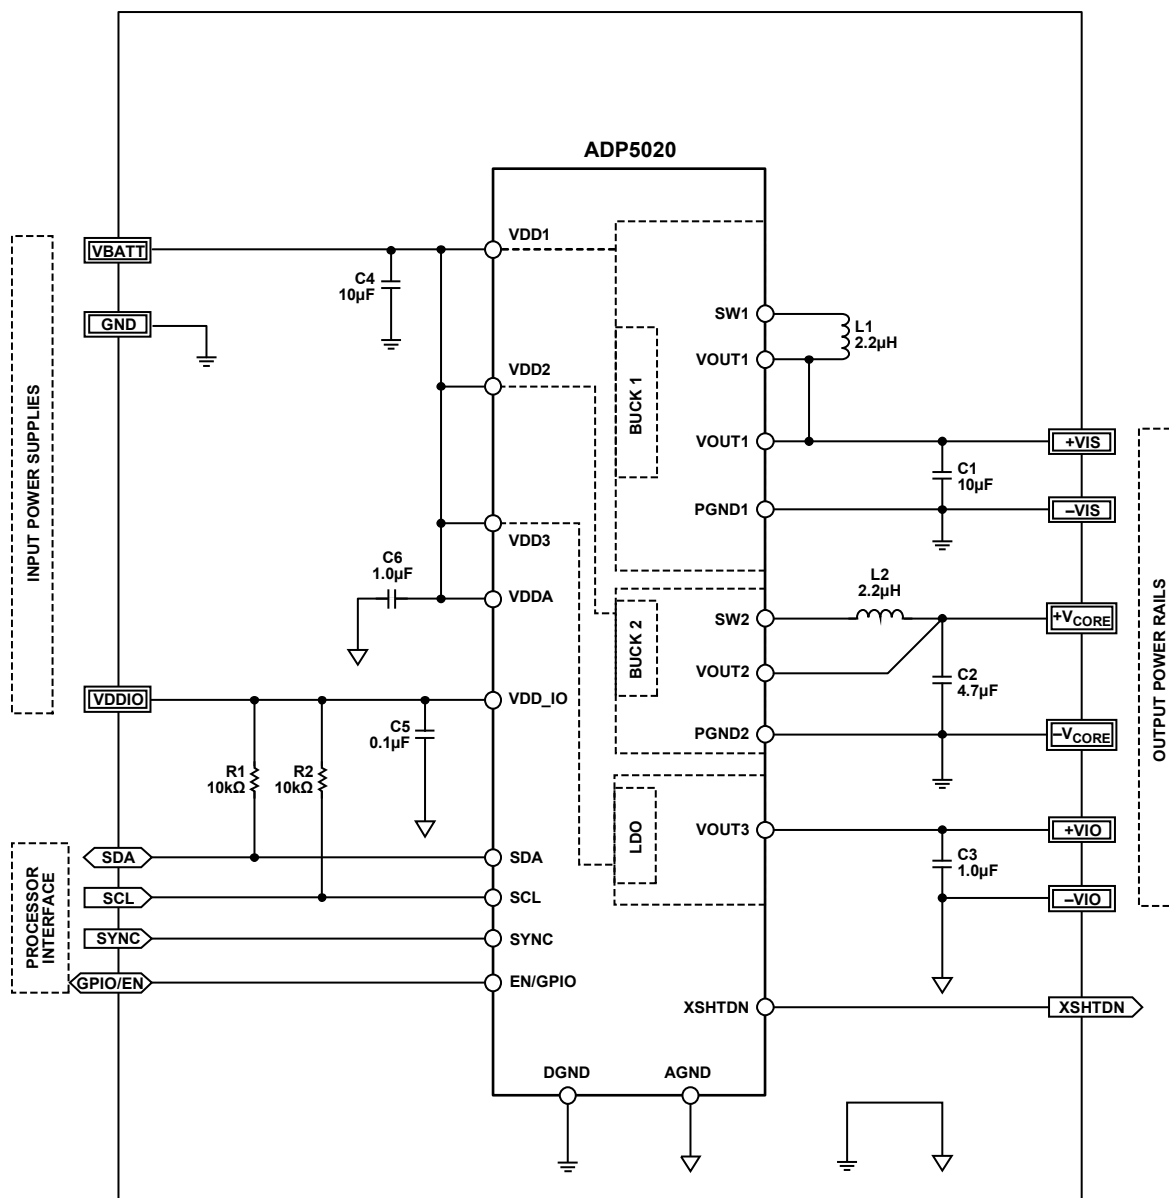 ADP5020
INPUT POWER SUPPLIES
VBATT
GND
VDDIO
C4
10µF
C6
1.0µF
C5
0.1µF
R1
10kΩ
R2
10kΩ
PROCESSOR
INTERFACE
SDA
SCL
SYNC
GPIO/EN
VDD1
VDD2
VDD3
VDDA
VDD_IO
SDA
SCL
SYNC
EN/GPIO
BUCK 1
BUCK 2
LDO
SW1
VOUT1
VOUT1
PGND1
SW2
VOUT2
PGND2
VOUT3
XSHTDN
DGND
AGND
L1
2.2µH
C1
10µF
L2
2.2µH
C2
4.7µF
C3
1.0µF
+VIS
–VIS
+VCORE
–VCORE
+VIO
–VIO
XSHTDN
OUTPUT POWER RAILS